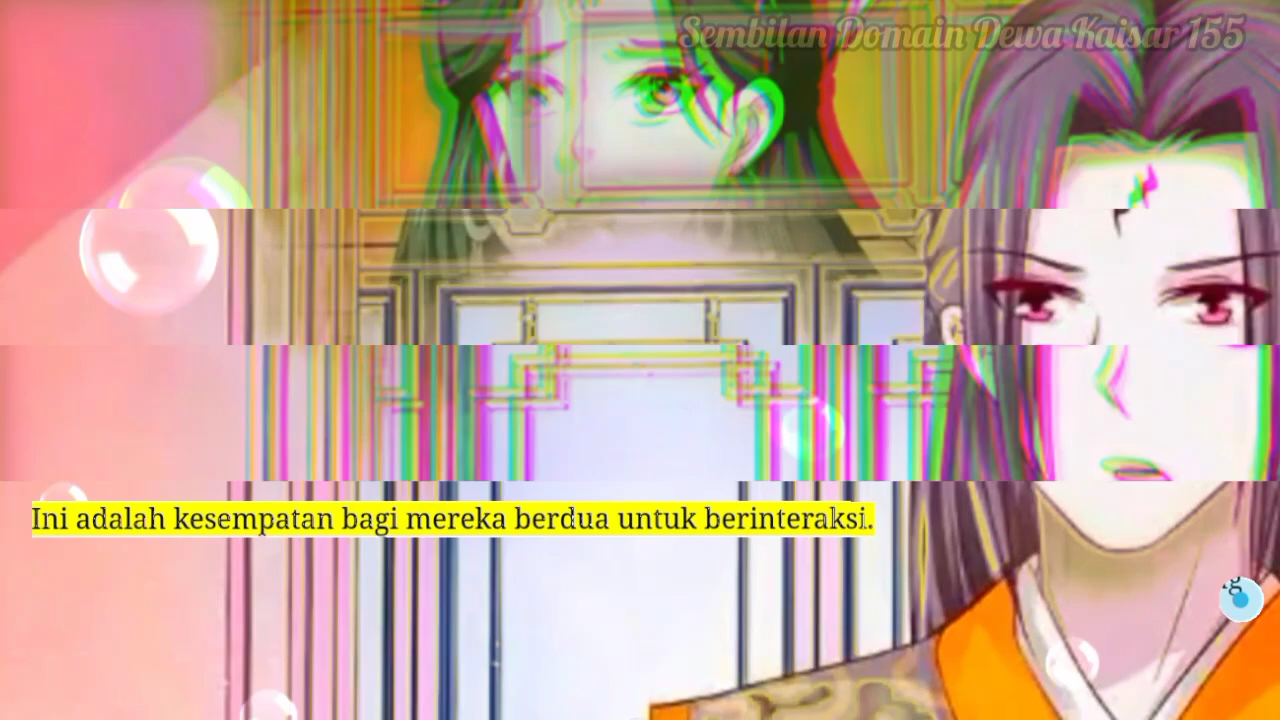 Sembilan Domain Dewa Kaisar 155
Ini adalah kesempatan bagi mereka berdua untuk berinteraksi.